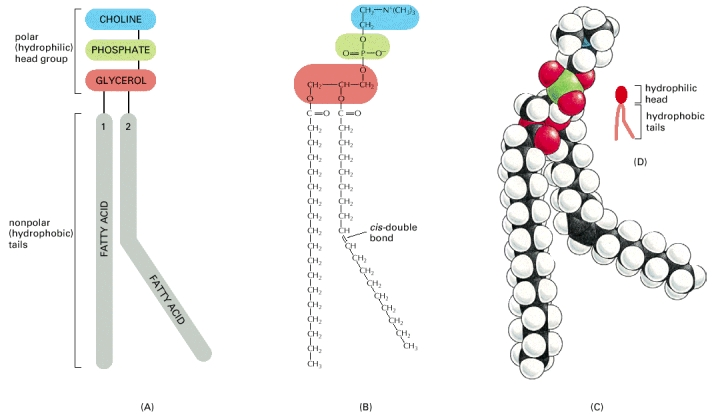 polar
(hydrophilic)
head group
CHOLINE
PHOSPHATE
GLYCEROL
1 2
nonpolar
(hydrophobic)
tails
FATTY ACID
FATTY ACID
(A)
CH₂—N⁺(CH₃)₃
CH₂
O
O=P—O⁻
O
CH₂—CH—CH₂
O O
C=O C=O
CH₂ CH₂
CH₂ CH₂
CH₂ CH₂
CH₂ CH₂
CH₂ CH₂
CH₂ CH₂
CH₂ CH₂
CH₂ CH
CH₂ CH
CH₂ CH₂
CH₂ CH₂
CH₂ CH₂
CH₂ CH₂
CH₂ CH₂
CH₂ CH₂
CH₂ CH₂
CH₃ CH₃
cis-double
bond
(B)
(C)
hydrophilic
head
hydrophobic
tails
(D)